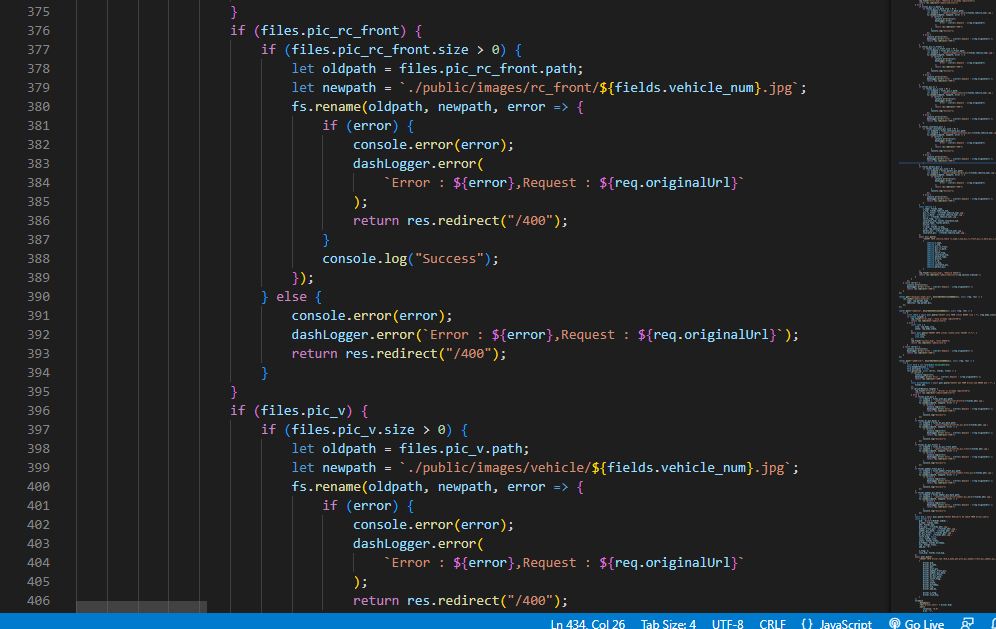 375 }
376 if (files.pic_rc_front) {
377 if (files.pic_rc_front.size > 0) {
378 let oldpath = files.pic_rc_front.path;
379 let newpath = `./public/images/rc_front/${fields.vehicle_num}.jpg`;
380 fs.rename(oldpath, newpath, error => {
381 if (error) {
382 console.error(error);
383 dashLogger.error(
384 `Error : ${error},Request : ${req.originalUrl}`
385 );
386 return res.redirect("/400");
387 }
388 console.log("Success");
389 });
390 } else {
391 console.error(error);
392 dashLogger.error(`Error : ${error},Request : ${req.originalUrl}`);
393 return res.redirect("/400");
394 }
395 }
396 if (files.pic_v) {
397 if (files.pic_v.size > 0) {
398 let oldpath = files.pic_v.path;
399 let newpath = `./public/images/vehicle/${fields.vehicle_num}.jpg`;
400 fs.rename(oldpath, newpath, error => {
401 if (error) {
402 console.error(error);
403 dashLogger.error(
404 `Error : ${error},Request : ${req.originalUrl}`
405 );
406 return res.redirect("/400");
Ln 434, Col 26 Tab Size: 4 UTF-8 CRLF {} JavaScript Go Live